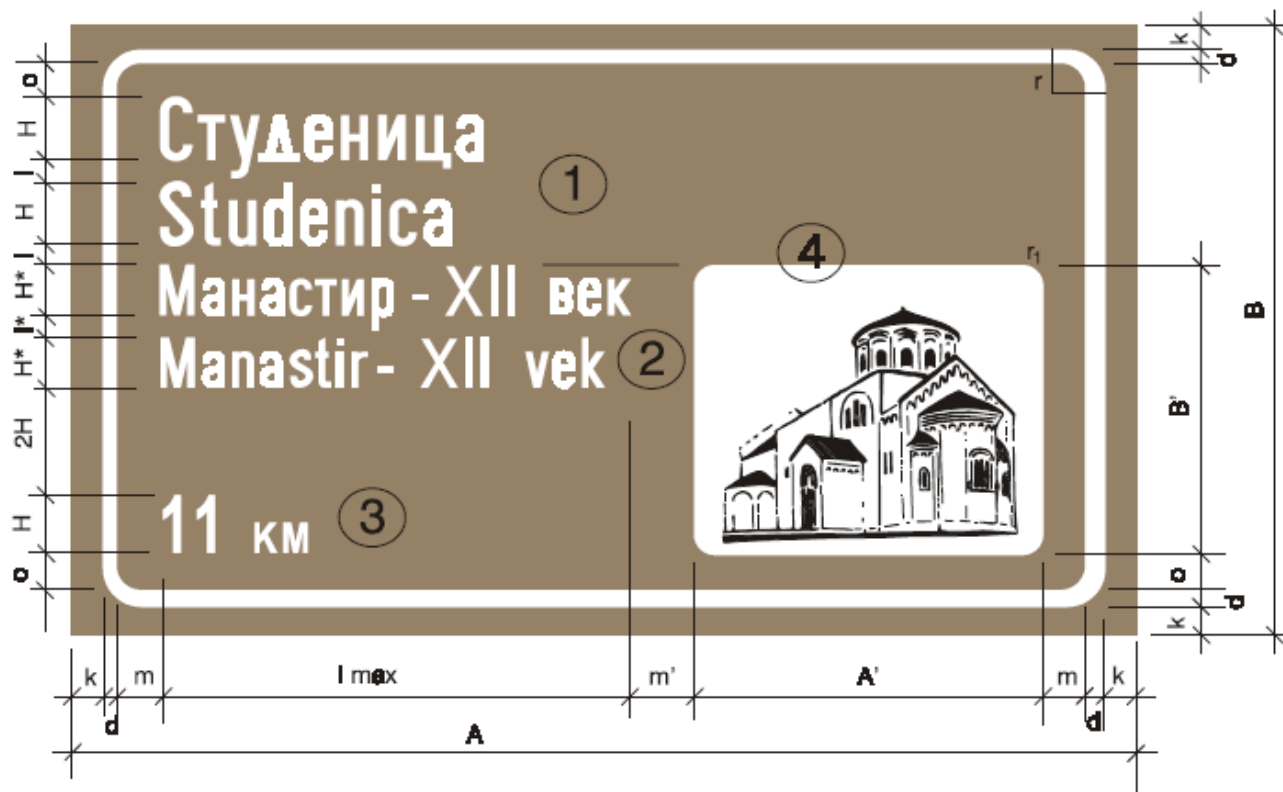 k
d
o
r
H
Студеница
1
l
H
Studenica
l
4
r₁
H*
Манастир - XII век
B
l*
H*
Manastir - XII vek
2
B'
2H
H
11 км
3
o
o
d
k
k
m
l max
m'
A'
m
k
d
d
A